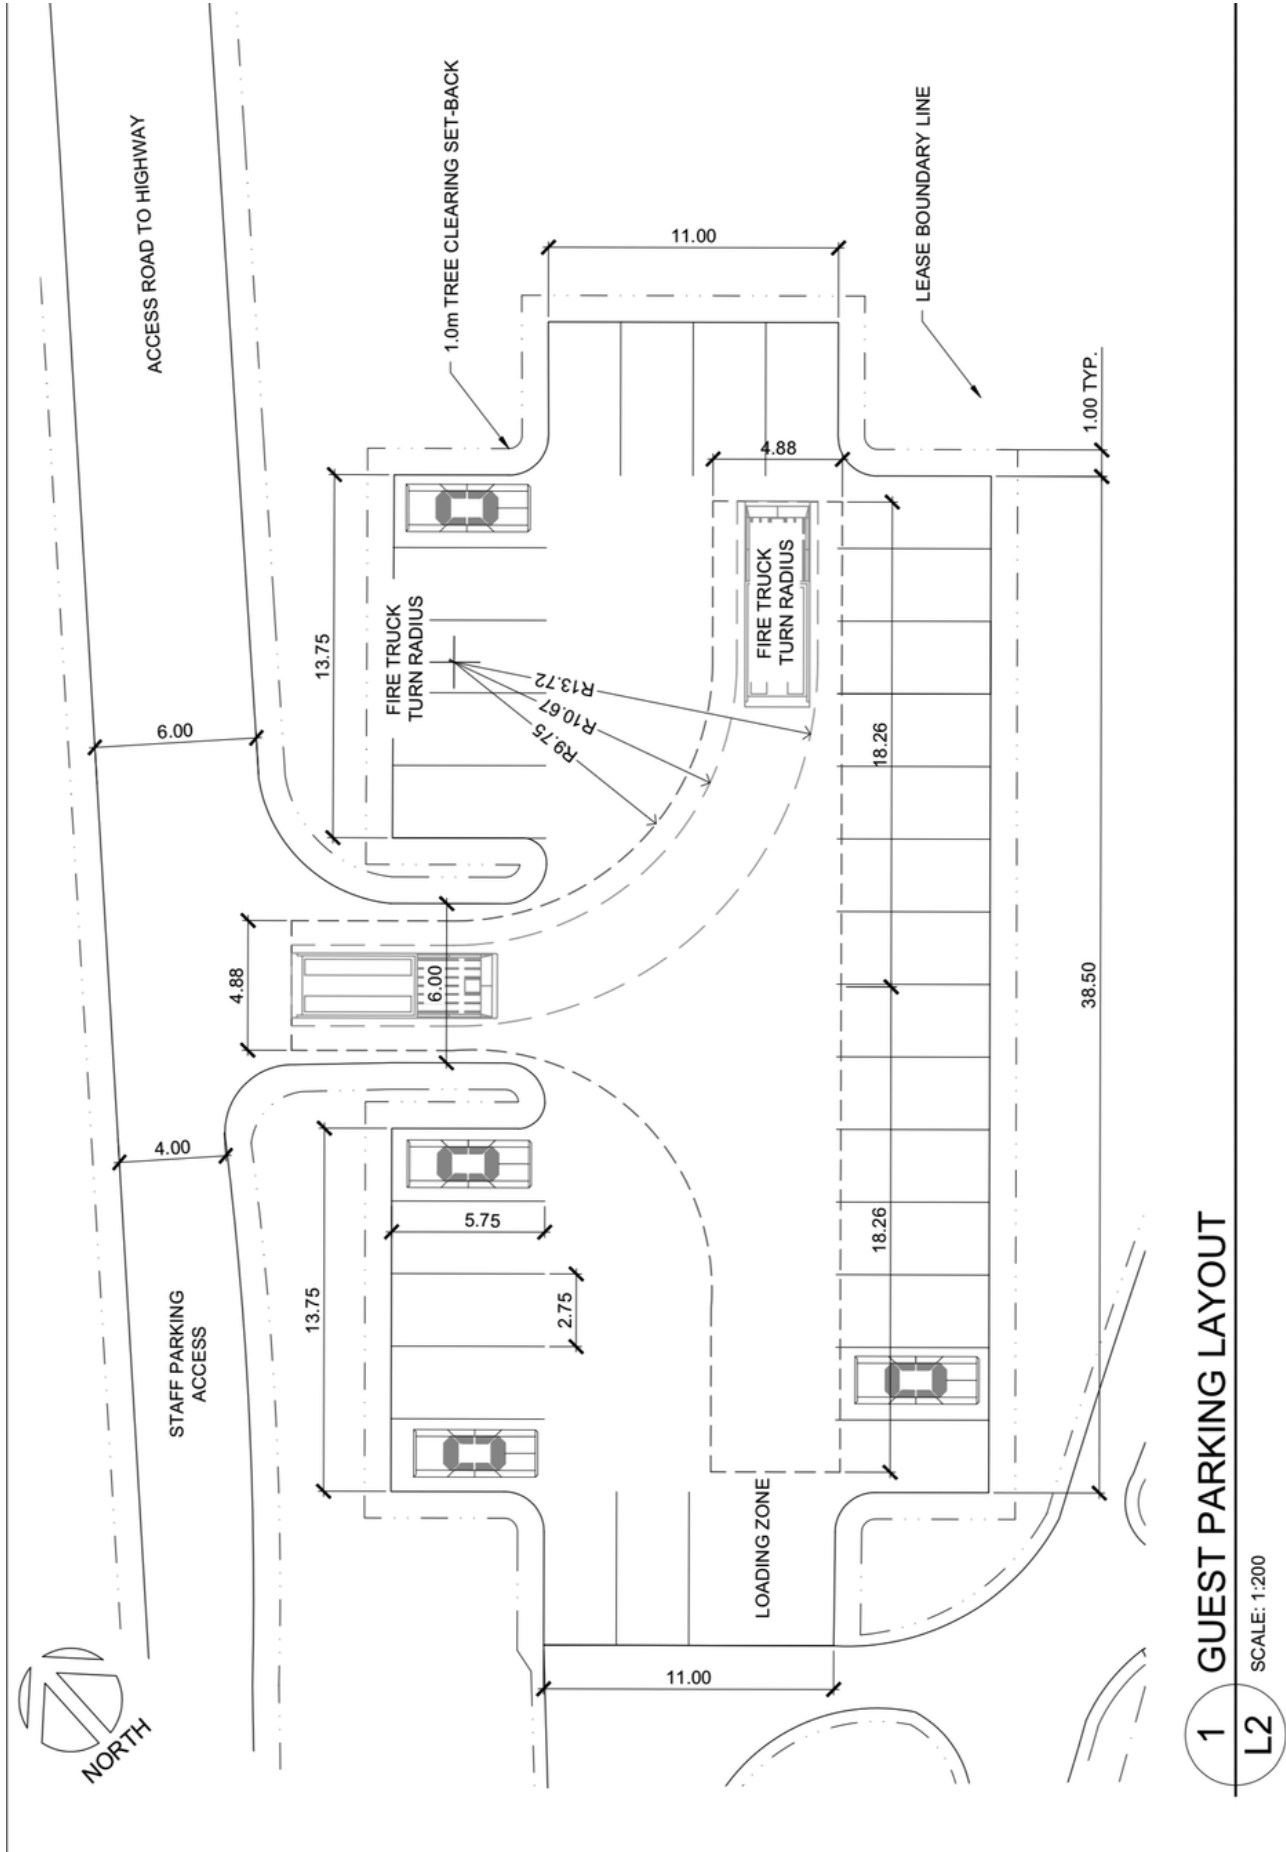 ACCESS ROAD TO HIGHWAY
1.0m TREE CLEARING SET-BACK
LEASE BOUNDARY LINE
11.00
1.00 TYP.
4.88
13.75
6.00
FIRE TRUCK
TURN RADIUS
FIRE TRUCK
TURN RADIUS
R13.72
R10.67
R9.75
18.26
4.88
6.00
38.50
4.00
5.75
2.75
13.75
18.26
STAFF PARKING
ACCESS
LOADING ZONE
11.00
NORTH
1
L2
GUEST PARKING LAYOUT
SCALE: 1:200